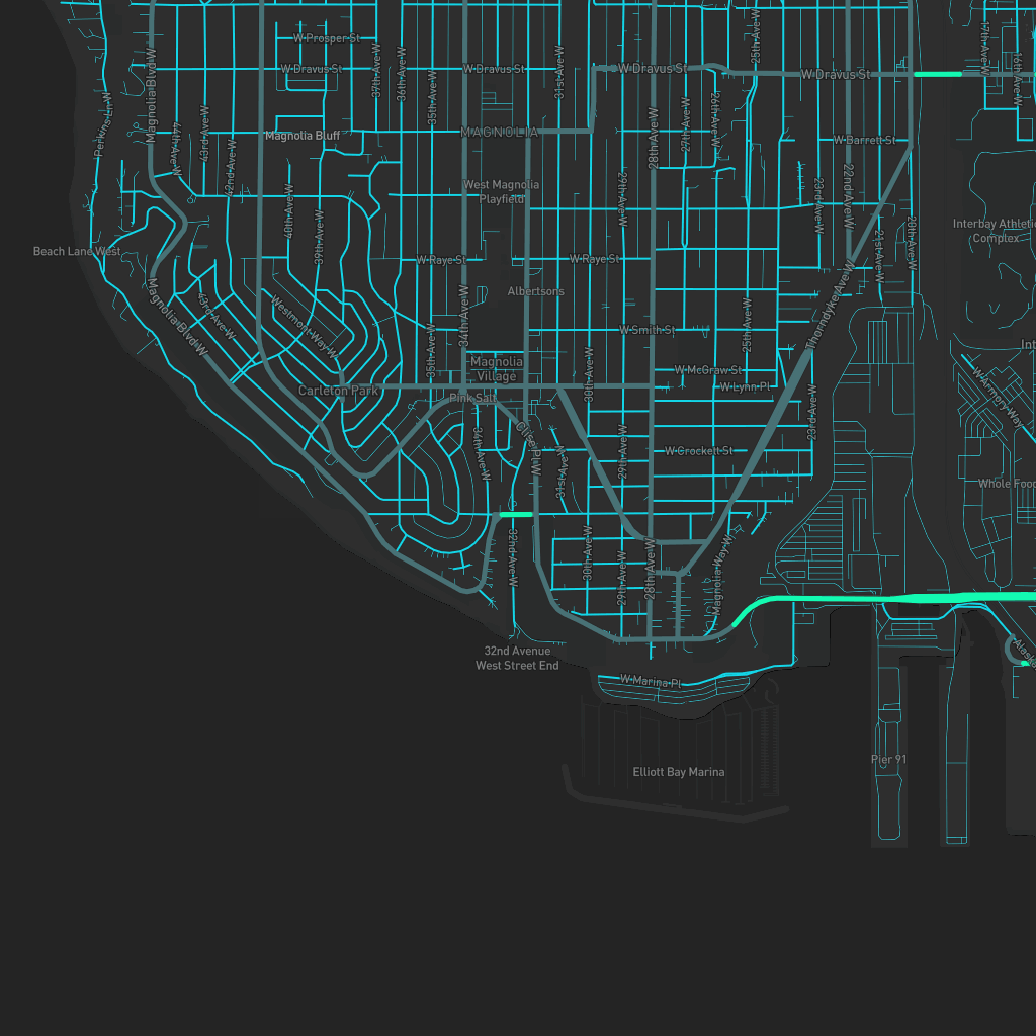 W Prosper St
25th Ave W
17th Ave W
16th Ave W
W Dravus St
W Dravus St
W Dravus St
W Dravus St
Magnolia Blvd W
37th Ave W
36th Ave W
35th Ave W
31st Ave W
Perkins Ln W
44th Ave W
43rd Ave W
42nd Ave W
Magnolia Bluff
MAGNOLIA
28th Ave W
27th Ave W
26th Ave W
W Barrett St
West Magnolia
Playfield
40th Ave W
39th Ave W
29th Ave W
23rd Ave W
22nd Ave W
21st Ave W
20th Ave W
Interbay Athletic
Complex
Beach Lane West
W Raye St
W Raye St
Albertsons
Magnolia Blvd W
43rd Ave W
Westmont Way W
34th Ave W
35th Ave W
W Smith St
25th Ave W
Thorndyke Ave W
Int
Magnolia
Village
W McGraw St
W Lynn Pl
30th Ave W
Carleton Park
Pink Salt
23rd Ave W
W Armory Way
34th Ave W
Clise Pl W
31st Ave W
29th Ave W
W Crockett St
Whole Food
32nd Ave W
30th Ave W
29th Ave W
28th Ave W
Magnolia Way W
32nd Avenue
West Street End
Alaska
W Marina Pl
Elliott Bay Marina
Pier 91